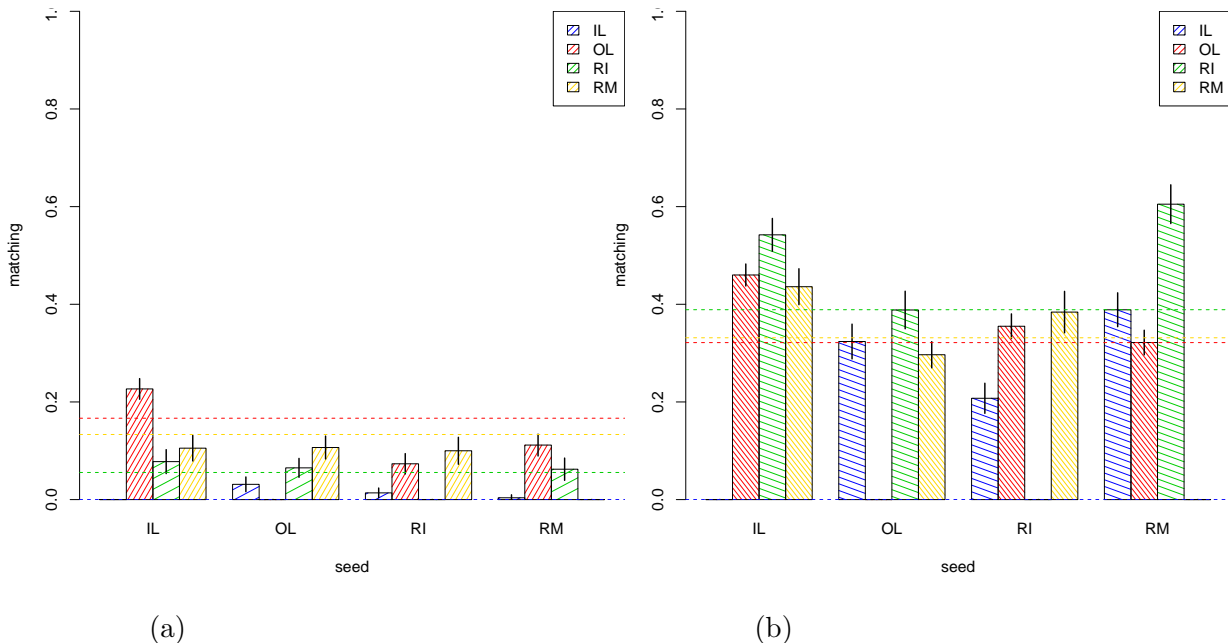 matching
0.0
0.2
0.4
0.6
0.8
1.
IL
OL
RI
RM
IL OL RI RM
seed
(a)
matching
0.0
0.2
0.4
0.6
0.8
1.
IL
OL
RI
RM
IL OL RI RM
seed
(b)